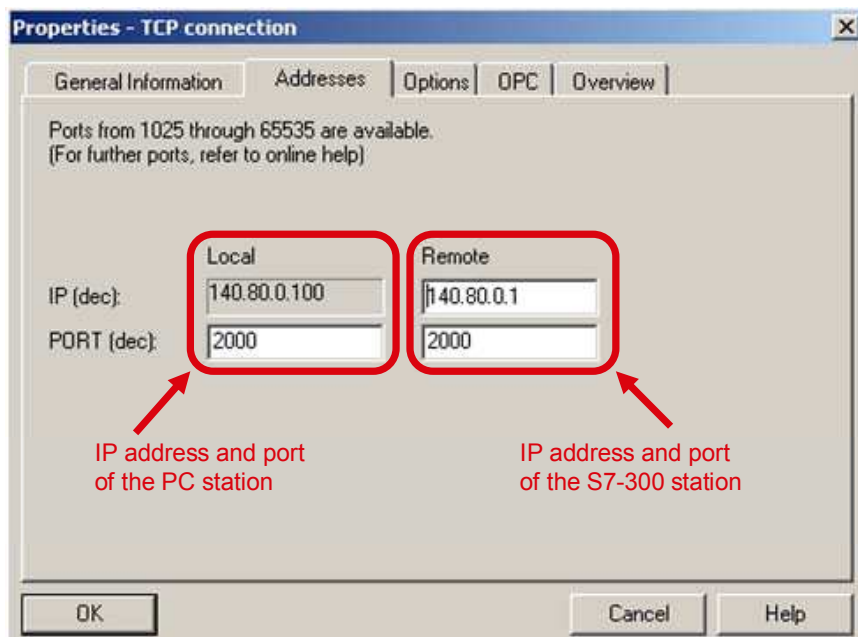 Properties - TCP connection
General Information Addresses Options OPC Overview
Ports from 1025 through 65535 are available.
(For further ports, refer to online help)
Local Remote
IP (dec): 140.80.0.100 140.80.0.1
PORT (dec): 2000 2000
IP address and port
of the PC station
IP address and port
of the S7-300 station
OK Cancel Help